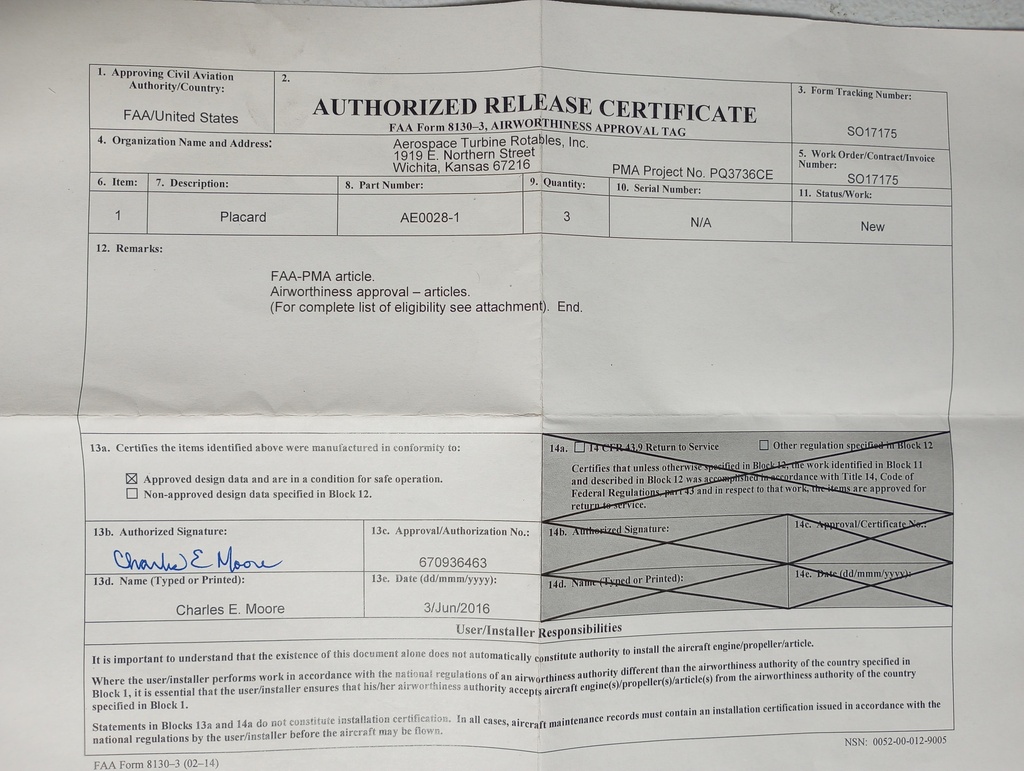 1. Approving Civil Aviation
Authority/Country:
FAA/United States
2.
AUTHORIZED RELEASE CERTIFICATE
FAA Form 8130–3, AIRWORTHINESS APPROVAL TAG
3. Form Tracking Number:
SO17175
4. Organization Name and Address:
Aerospace Turbine Rotables, Inc.
1919 E. Northern Street
Wichita, Kansas 67216
PMA Project No. PQ3736CE
5. Work Order/Contract/Invoice
Number:
SO17175
6. Item:
7. Description:
8. Part Number:
9. Quantity:
10. Serial Number:
11. Status/Work:
1
Placard
AE0028-1
3
N/A
New
12. Remarks:
FAA-PMA article.
Airworthiness approval – articles.
(For complete list of eligibility see attachment). End.
13a. Certifies the items identified above were manufactured in conformity to:
☒ Approved design data and are in a condition for safe operation.
☐ Non-approved design data specified in Block 12.
14a. ☐ 14 CFR 43.9 Return to Service ☐ Other regulation specified in Block 12
Certifies that unless otherwise specified in Block 12, the work identified in Block 11
and described in Block 12 was accomplished in accordance with Title 14, Code of
Federal Regulations, part 43 and in respect to that work, the items are approved for
return to service.
13b. Authorized Signature:
Charles E Moore
13c. Approval/Authorization No.:
670936463
14b. Authorized Signature:
14c. Approval/Certificate No.:
13d. Name (Typed or Printed):
Charles E. Moore
13e. Date (dd/mmm/yyyy):
3/Jun/2016
14d. Name (Typed or Printed):
14e. Date (dd/mmm/yyyy):
User/Installer Responsibilities
It is important to understand that the existence of this document alone does not automatically constitute authority to install the aircraft engine/propeller/article.
Where the user/installer performs work in accordance with the national regulations of an airworthiness authority different than the airworthiness authority of the country specified in
Block 1, it is essential that the user/installer ensures that his/her airworthiness authority accepts aircraft engine(s)/propeller(s)/article(s) from the airworthiness authority of the country
specified in Block 1.
Statements in Blocks 13a and 14a do not constitute installation certification. In all cases, aircraft maintenance records must contain an installation certification issued in accordance with the
national regulations by the user/installer before the aircraft may be flown.
FAA Form 8130–3 (02–14)
NSN: 0052-00-012-9005